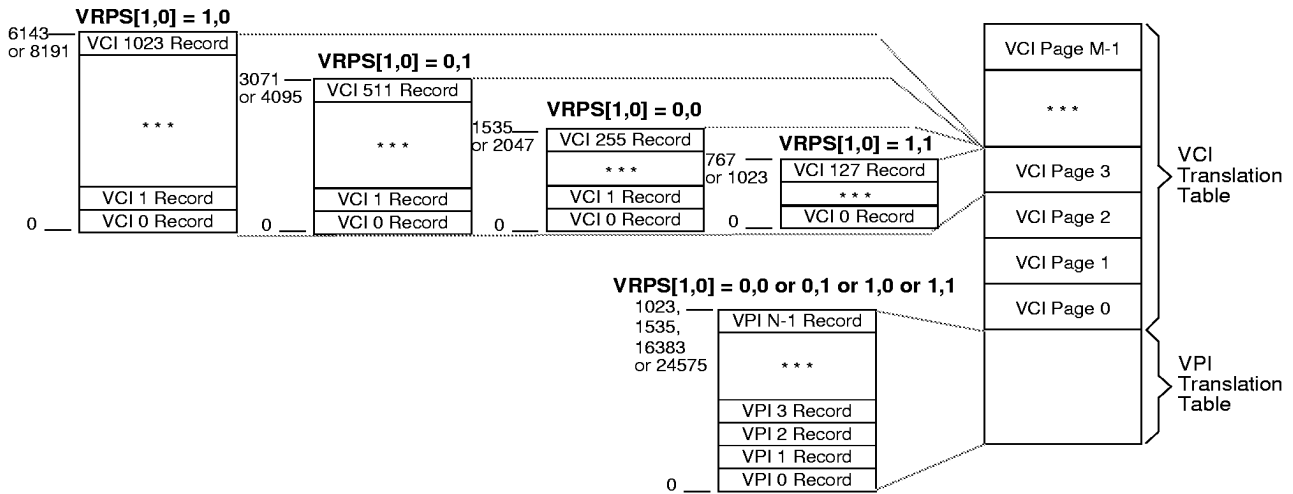 VRPS[1,0] = 1,0
6143
or 8191
VCI 1023 Record
* * *
VCI 1 Record
VCI 0 Record
0
VRPS[1,0] = 0,1
3071
or 4095
VCI 511 Record
* * *
VCI 1 Record
VCI 0 Record
0
VRPS[1,0] = 0,0
1535
or 2047
VCI 255 Record
* * *
VCI 1 Record
VCI 0 Record
0
VRPS[1,0] = 1,1
767
or 1023
VCI 127 Record
* * *
VCI 0 Record
0
VCI Page M-1
* * *
VCI Page 3
VCI Page 2
VCI Page 1
VCI Page 0
VCI
Translation
Table
VRPS[1,0] = 0,0 or 0,1 or 1,0 or 1,1
1023,
1535,
16383
or 24575
VPI N-1 Record
* * *
VPI 3 Record
VPI 2 Record
VPI 1 Record
VPI 0 Record
0
VPI
Translation
Table